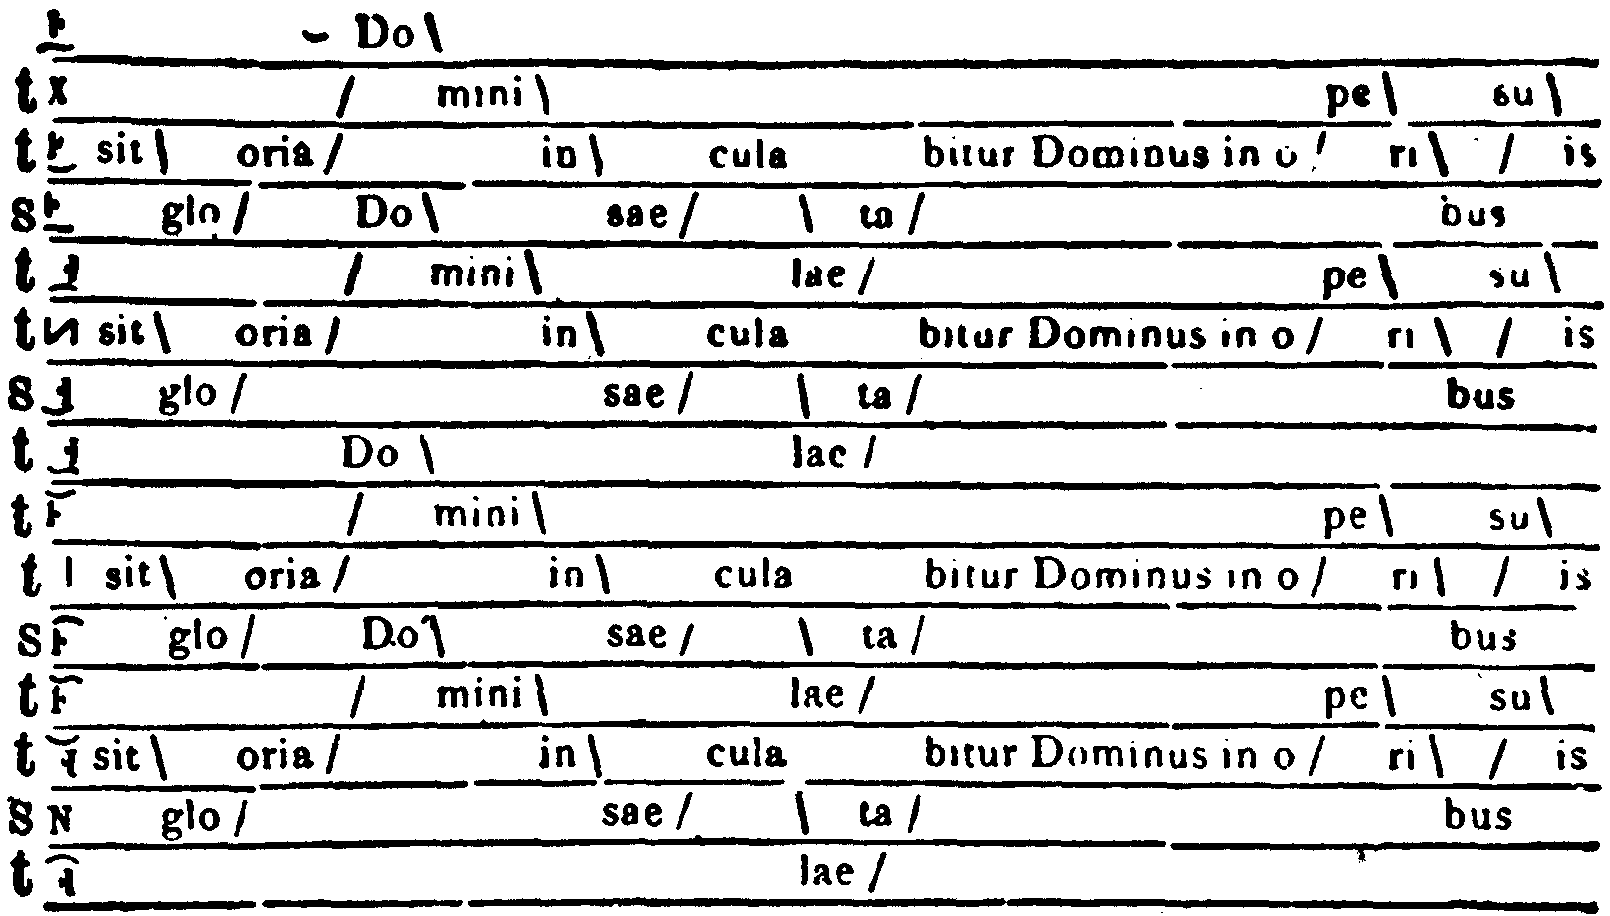 Do \
t x / mini \ pe \ su \
t sit \ oria / in \ cula bitur Dominus in o / ri \ / is
s glo / Do \ sae / \ ta / bus
t / mini \ lae / pe \ su \
t sit \ oria / in \ cula bitur Dominus in o / ri \ / is
s glo / sae / \ ta / bus
t Do \ lae /
t / mini \ pe \ su \
t sit \ oria / in \ cula bitur Dominus in o / ri \ / is
s glo / Do \ sae / \ ta / bus
t / mini \ lae / pe \ su \
t sit \ oria / in \ cula bitur Dominus in o / ri \ / is
s N glo / sae / \ ta / bus
t lae /